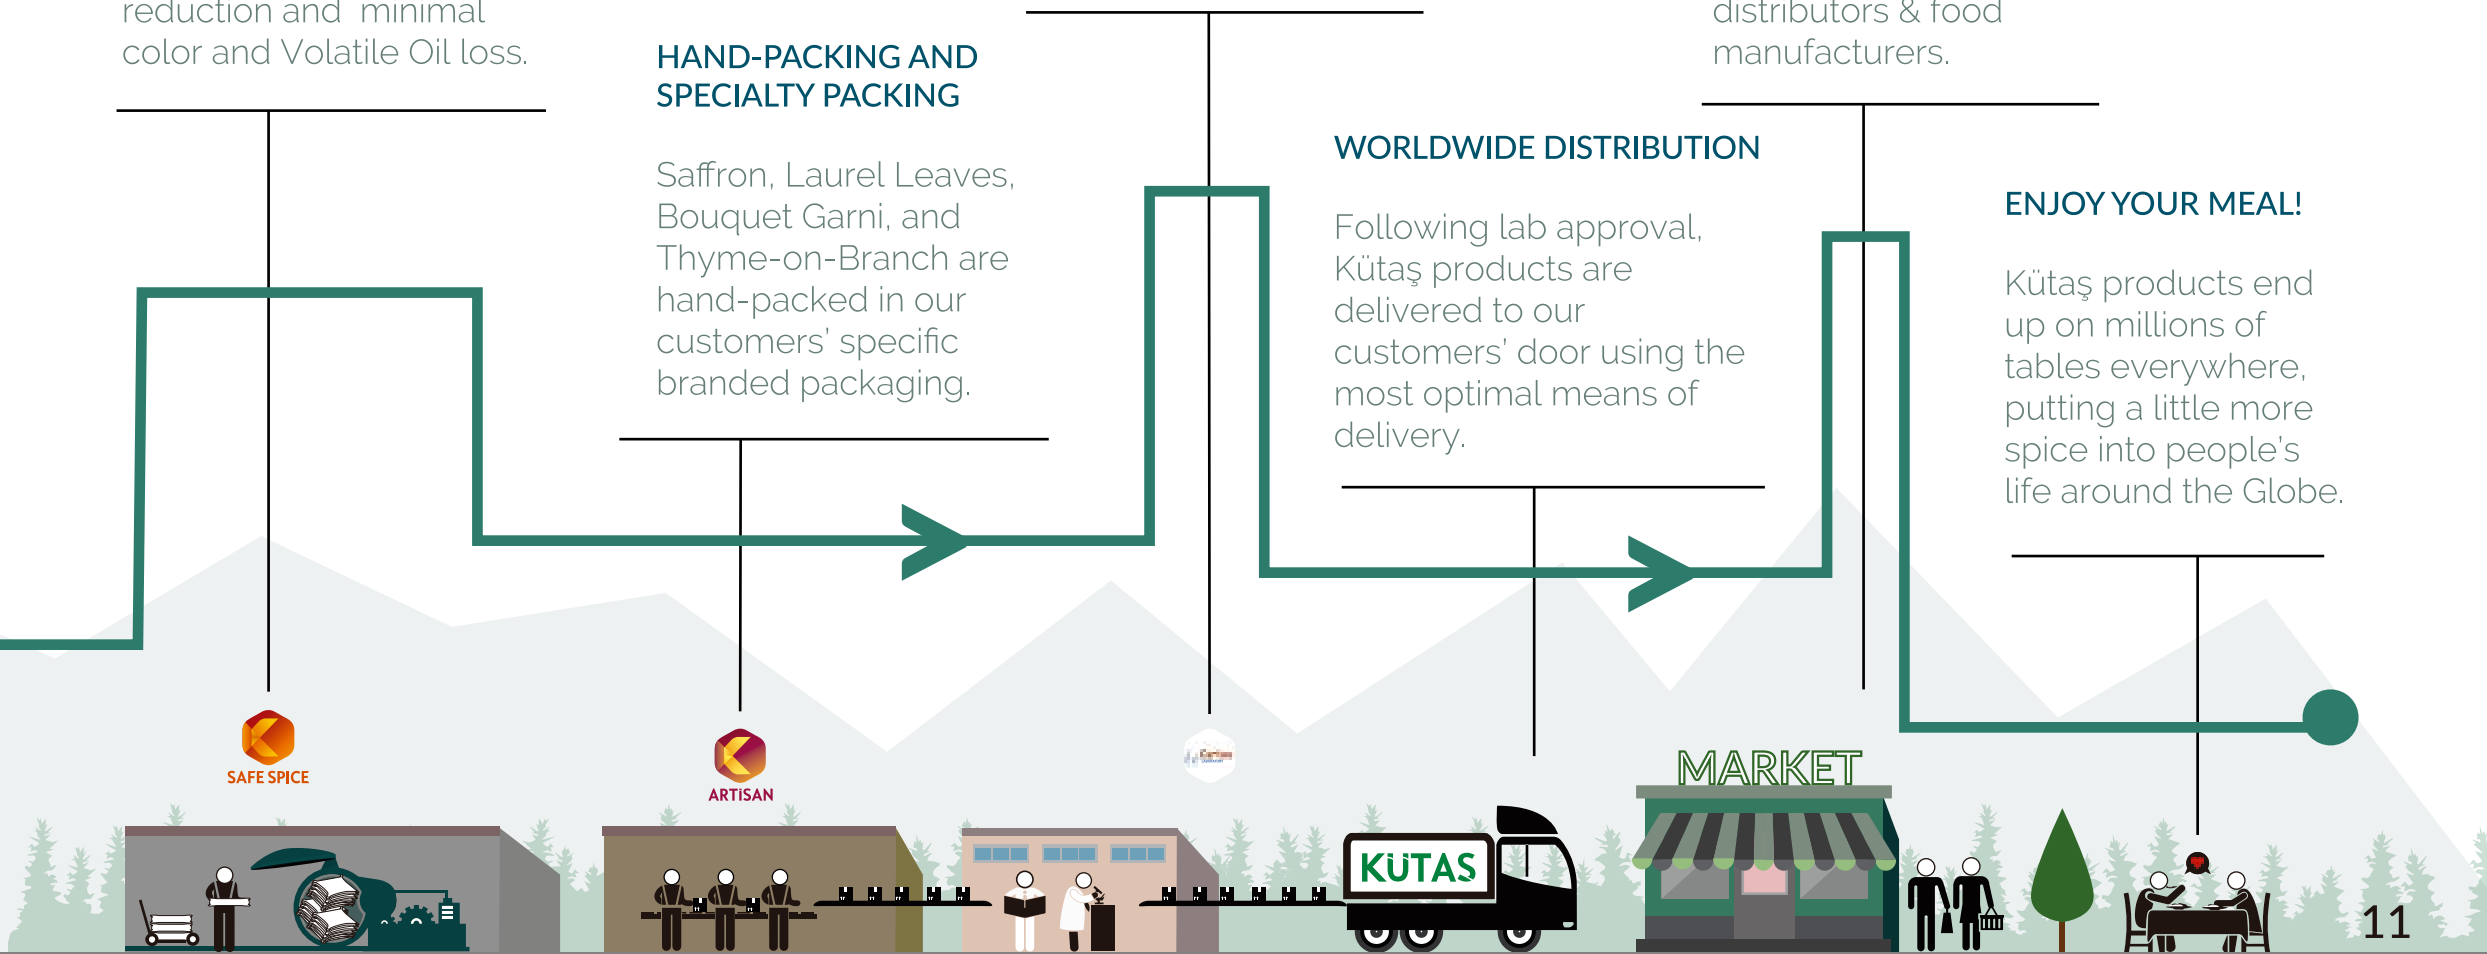 reduction and minimal
color and Volatile Oil loss.
HAND-PACKING AND
SPECIALTY PACKING
Saffron, Laurel Leaves,
Bouquet Garni, and
Thyme-on-Branch are
hand-packed in our
customers' specific
branded packaging.
WORLDWIDE DISTRIBUTION
Following lab approval,
Kütaş products are
delivered to our
customers' door using the
most optimal means of
delivery.
distributors & food
manufacturers.
ENJOY YOUR MEAL!
Kütaş products end
up on millions of
tables everywhere,
putting a little more
spice into people's
life around the Globe.
SAFE SPICE
ARTİSAN
LABORATORY
KÜTAŞ
MARKET
11